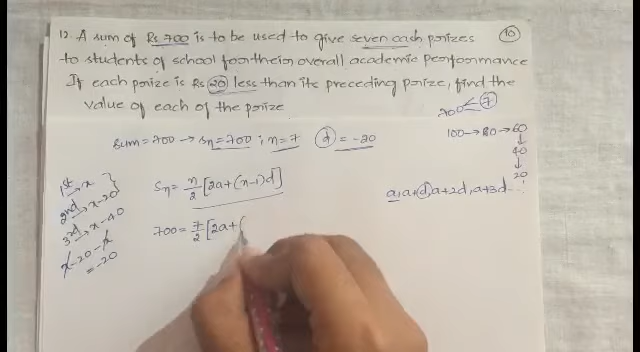 12. A sum of Rs 700 is to be used to give seven cash prizes
10
to students of school for their overall academic performance
If each prize is Rs 20 less than its preceding prize, find the
value of each of the prize
700 7
sum = 700 → Sn = 700 ; n = 7 d = -20
100 → 80 → 60
↓
40
↓
20
1st → x
2nd → x-20
3rd → x-40
x-20-x
= -20
Sn = n/2 [2a+(n-1)d]
a, a+d, a+2d, a+3d ...
700 = 7/2 [2a+(